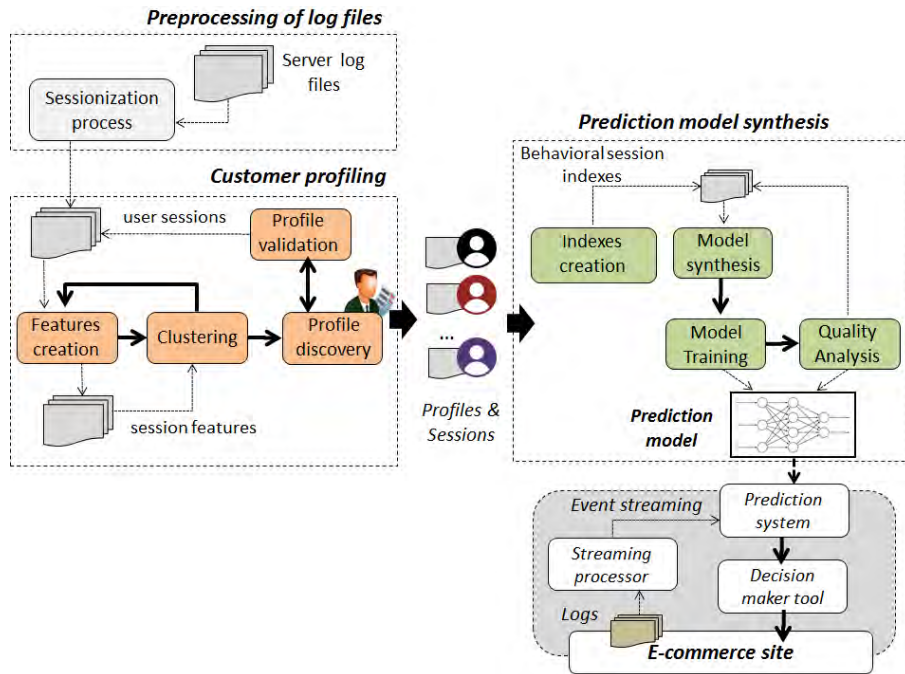 Preprocessing of log files
Server log
files
Sessionization
process
Customer profiling
user sessions
Profile
validation
Features
creation
Clustering
Profile
discovery
session features
...
Profiles &
Sessions
Prediction model synthesis
Behavioral session
indexes
Indexes
creation
Model
synthesis
Model
Training
Quality
Analysis
Prediction
model
Event streaming
Prediction
system
Streaming
processor
Decision
maker tool
Logs
E-commerce site